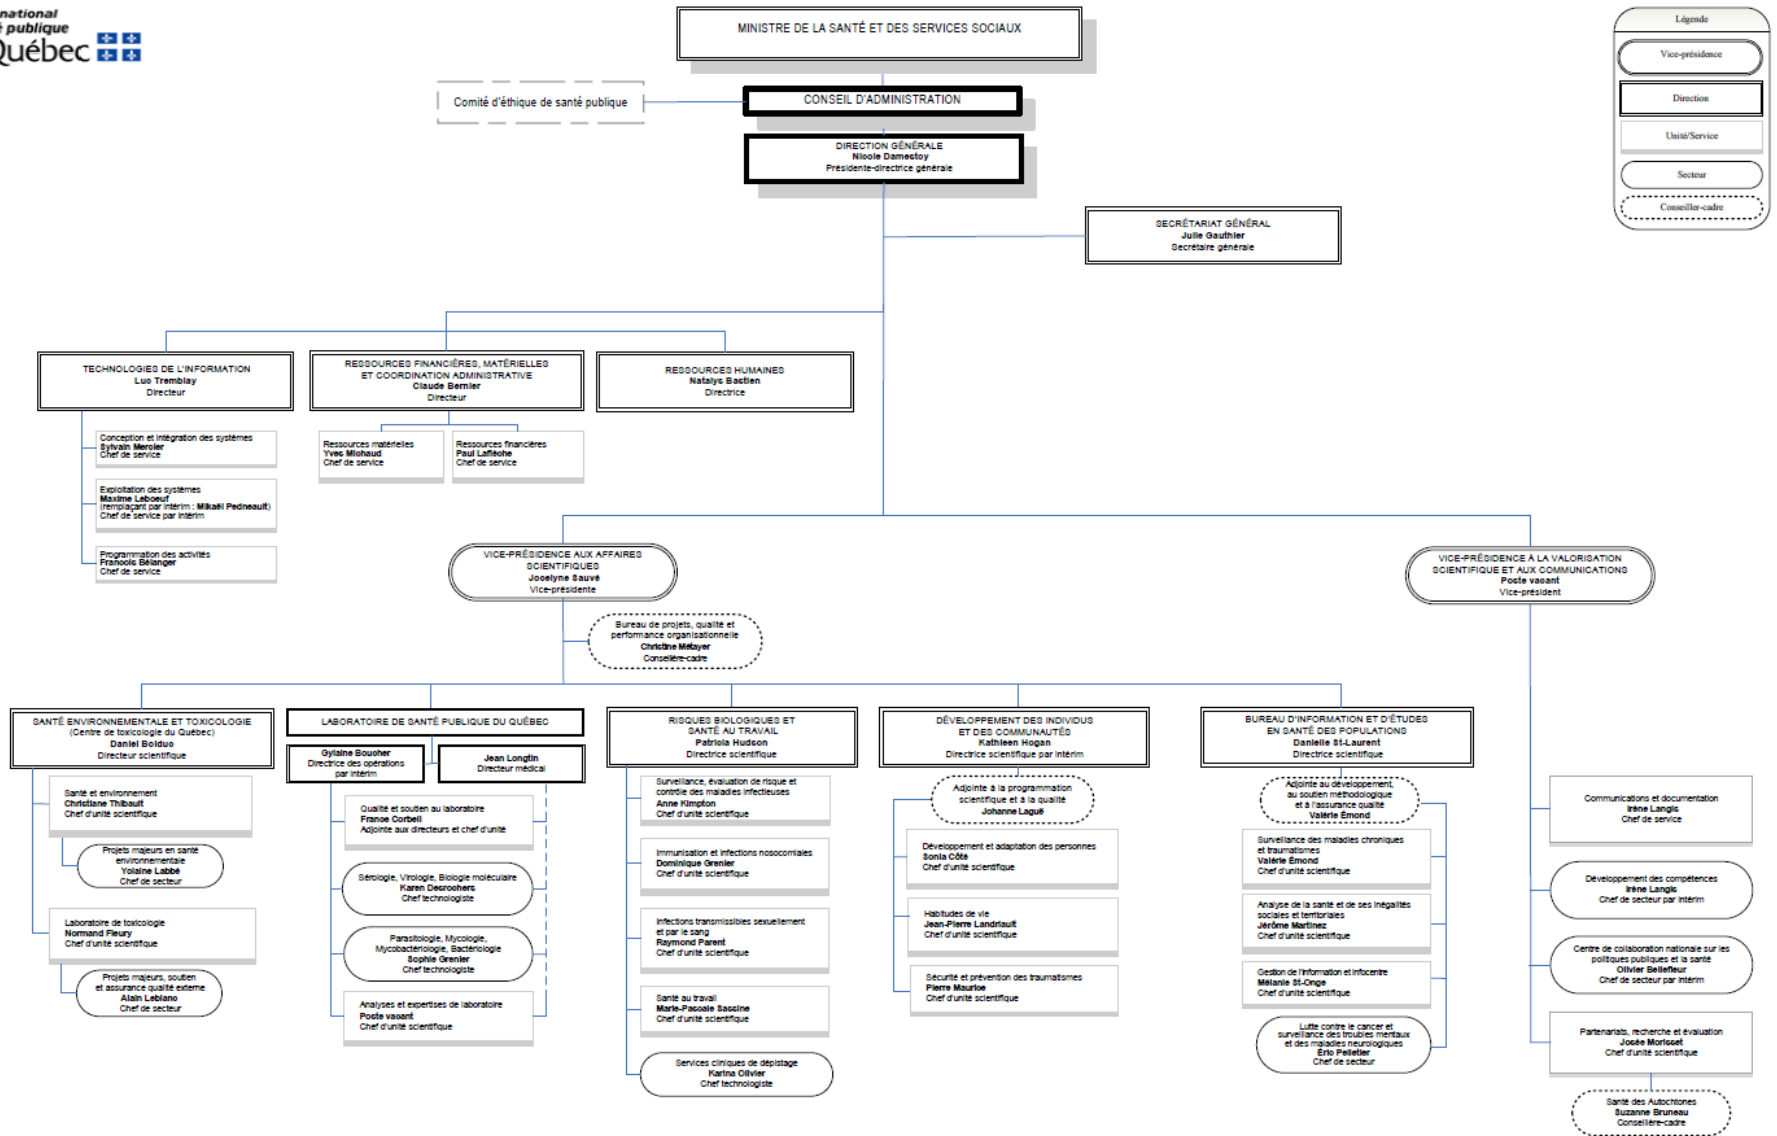 national
publique
Québec
MINISTRE DE LA SANTÉ ET DES SERVICES SOCIAUX
Légende
Vice-présidence
Direction
Unité/Service
Secteur
Conseiller-cadre
Comité d'éthique de santé publique
CONSEIL D'ADMINISTRATION
DIRECTION GÉNÉRALE
Nicole Damestoy
Présidente-directrice générale
SECRÉTARIAT GÉNÉRAL
Julie Gauthier
Secrétaire générale
TECHNOLOGIES DE L'INFORMATION
Luc Tremblay
Directeur
RESSOURCES FINANCIÈRES, MATÉRIELLES
ET COORDINATION ADMINISTRATIVE
Claude Bernier
Directeur
RESSOURCES HUMAINES
Natalys Bastien
Directrice
Conception et intégration des systèmes
Sylvain Mercier
Chef de service
Exploitation des systèmes
Maxime Leboeuf
(remplaçant par intérim : Mikaël Pedneault)
Chef de service par intérim
Programmation des activités
Francois Bélanger
Chef de service
Ressources matérielles
Yves Michaud
Chef de service
Ressources financières
Paul Laflèche
Chef de service
VICE-PRÉSIDENCE AUX AFFAIRES
SCIENTIFIQUES
Jocelyne Sauvé
Vice-présidente
VICE-PRÉSIDENCE À LA VALORISATION
SCIENTIFIQUE ET AUX COMMUNICATIONS
Poste vacant
Vice-président
Bureau de projets, qualité et
performance organisationnelle
Christine Métayer
Conseillère-cadre
SANTÉ ENVIRONNEMENTALE ET TOXICOLOGIE
(Centre de toxicologie du Québec)
Daniel Bolduc
Directeur scientifique
Santé et environnement
Christiane Thibault
Chef d'unité scientifique
Projets majeurs en santé
environnementale
Yolaine Labbé
Chef de secteur
Laboratoire de toxicologie
Normand Fleury
Chef d'unité scientifique
Projets majeurs, soutien
et assurance qualité externe
Alain Leblanc
Chef de secteur
LABORATOIRE DE SANTÉ PUBLIQUE DU QUÉBEC
Gylaine Boucher
Directrice des opérations
par intérim
Jean Longtin
Directeur médical
Qualité et soutien au laboratoire
France Corbeil
Adjointe aux directeurs et chef d'unité
Sérologie, Virologie, Biologie moléculaire
Karen Desrochers
Chef technologiste
Parasitologie, Mycologie,
Mycobactériologie, Bactériologie
Sophie Grenier
Chef technologiste
Analyses et expertises de laboratoire
Poste vacant
Chef d'unité scientifique
RISQUES BIOLOGIQUES ET
SANTÉ AU TRAVAIL
Patricia Hudson
Directrice scientifique
Surveillance, évaluation de risque et
contrôle des maladies infectieuses
Anne Kimpton
Chef d'unité scientifique
Immunisation et infections nosocomiales
Dominique Grenier
Chef d'unité scientifique
Infections transmissibles sexuellement
et par le sang
Raymond Parent
Chef d'unité scientifique
Santé au travail
Marie-Pascale Sassine
Chef d'unité scientifique
Services cliniques de dépistage
Karina Olivier
Chef technologiste
DÉVELOPPEMENT DES INDIVIDUS
ET DES COMMUNAUTÉS
Kathleen Hogan
Directrice scientifique par intérim
Adjointe à la programmation
scientifique et à la qualité
Johanne Laguë
Développement et adaptation des personnes
Sonia Côté
Chef d'unité scientifique
Habitudes de vie
Jean-Pierre Landriault
Chef d'unité scientifique
Sécurité et prévention des traumatismes
Pierre Maurice
Chef d'unité scientifique
BUREAU D'INFORMATION ET D'ÉTUDES
EN SANTÉ DES POPULATIONS
Danielle St-Laurent
Directrice scientifique
Adjointe au développement,
au soutien méthodologique
et à l'assurance qualité
Valérie Émond
Surveillance des maladies chroniques
et traumatismes
Valérie Émond
Chef d'unité scientifique
Analyse de la santé et de ses inégalités
sociales et territoriales
Jérôme Martinez
Chef d'unité scientifique
Gestion de l'information et infocentre
Mélanie St-Onge
Chef d'unité scientifique
Lutte contre le cancer et
surveillance des troubles mentaux
et des maladies neurologiques
Éric Pelletier
Chef de secteur
Communications et documentation
Irène Langis
Chef de service
Développement des compétences
Irène Langis
Chef de secteur par intérim
Centre de collaboration nationale sur les
politiques publiques et la santé
Olivier Bellefleur
Chef de secteur par intérim
Partenariats, recherche et évaluation
Josée Morisset
Chef d'unité scientifique
Santé des Autochtones
Suzanne Bruneau
Conseillère-cadre